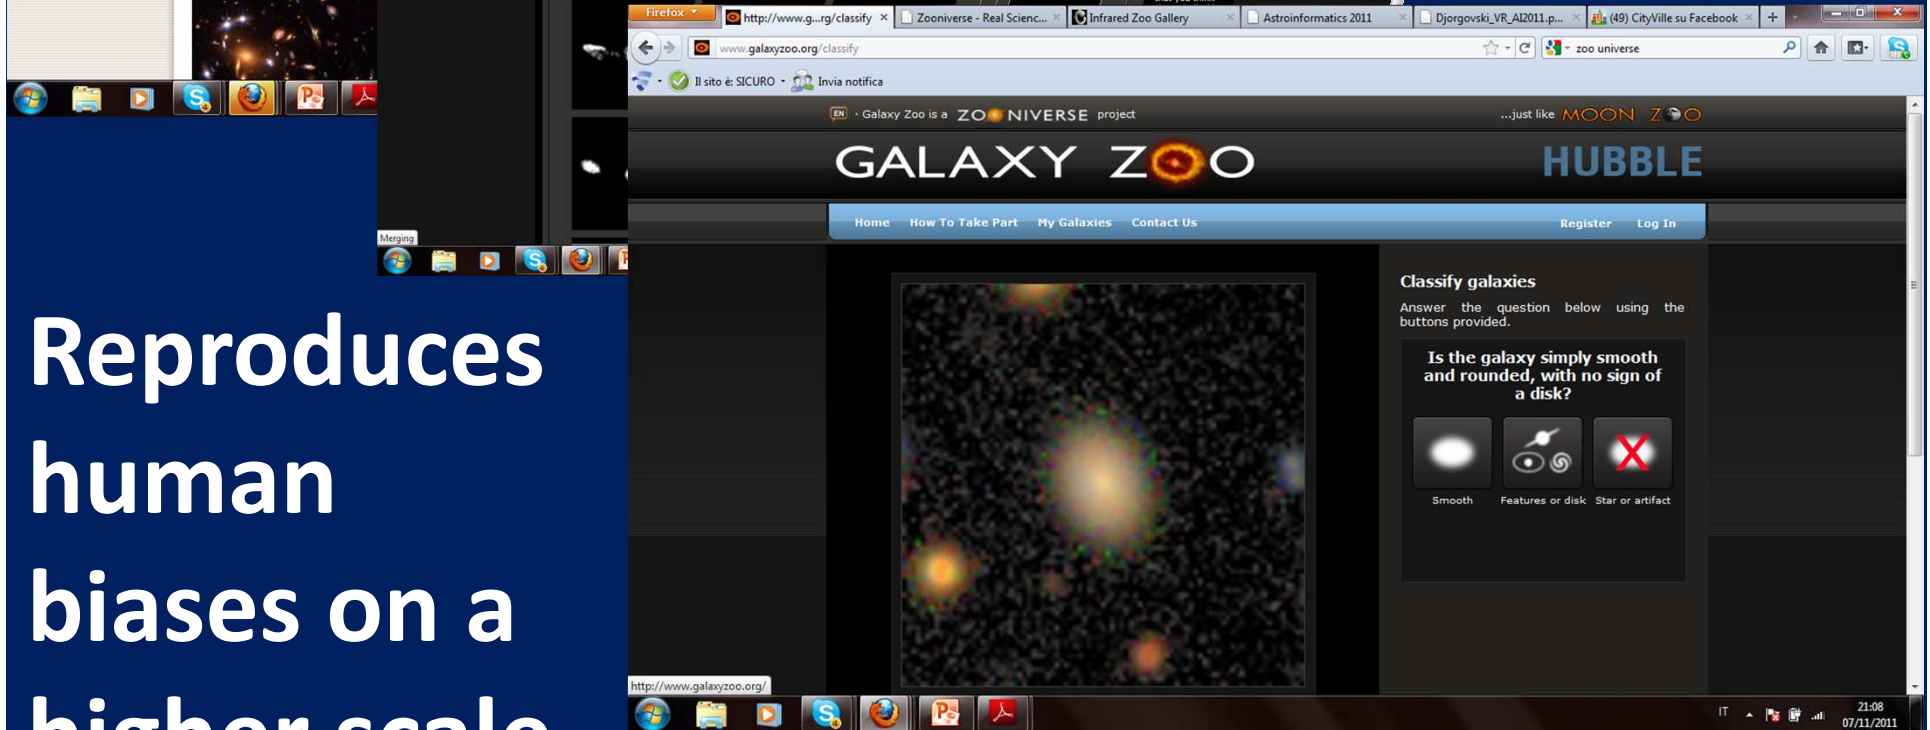 that you think
Firefox
http://www.g...rg/classify
Zooniverse - Real Scienc...
Infrared Zoo Gallery
Astroinformatics 2011
Djorgovski_VR_AI2011.p...
(49) CityVille su Facebook
www.galaxyzoo.org/classify
zoo universe
Il sito è: SICURO
Invia notifica
EN · Galaxy Zoo is a ZOONIVERSE project
...just like MOON ZOO
GALAXY ZOO
HUBBLE
Home How To Take Part My Galaxies Contact Us
Register Log In
Merging
Classify galaxies
Answer the question below using the
buttons provided.
Is the galaxy simply smooth
and rounded, with no sign of
a disk?
Smooth
Features or disk
Star or artifact
Reproduces
human
biases on a
higher scale
http://www.galaxyzoo.org/
IT
21:08
07/11/2011